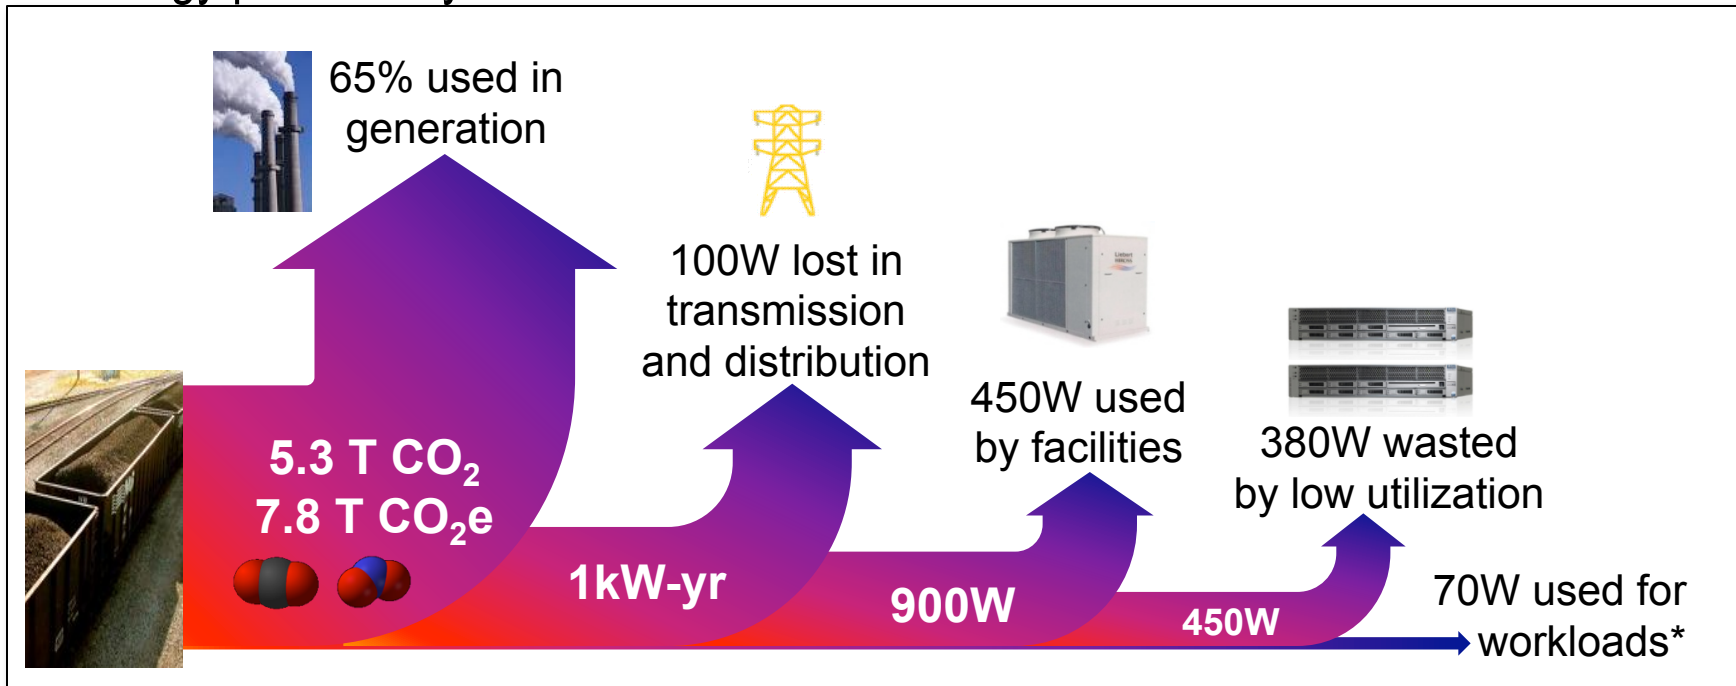 65% used in
generation
100W lost in
transmission
and distribution
450W used
by facilities
380W wasted
by low utilization
5.3 T CO₂
7.8 T CO₂e
1kW-yr
900W
450W
70W used for
workloads*